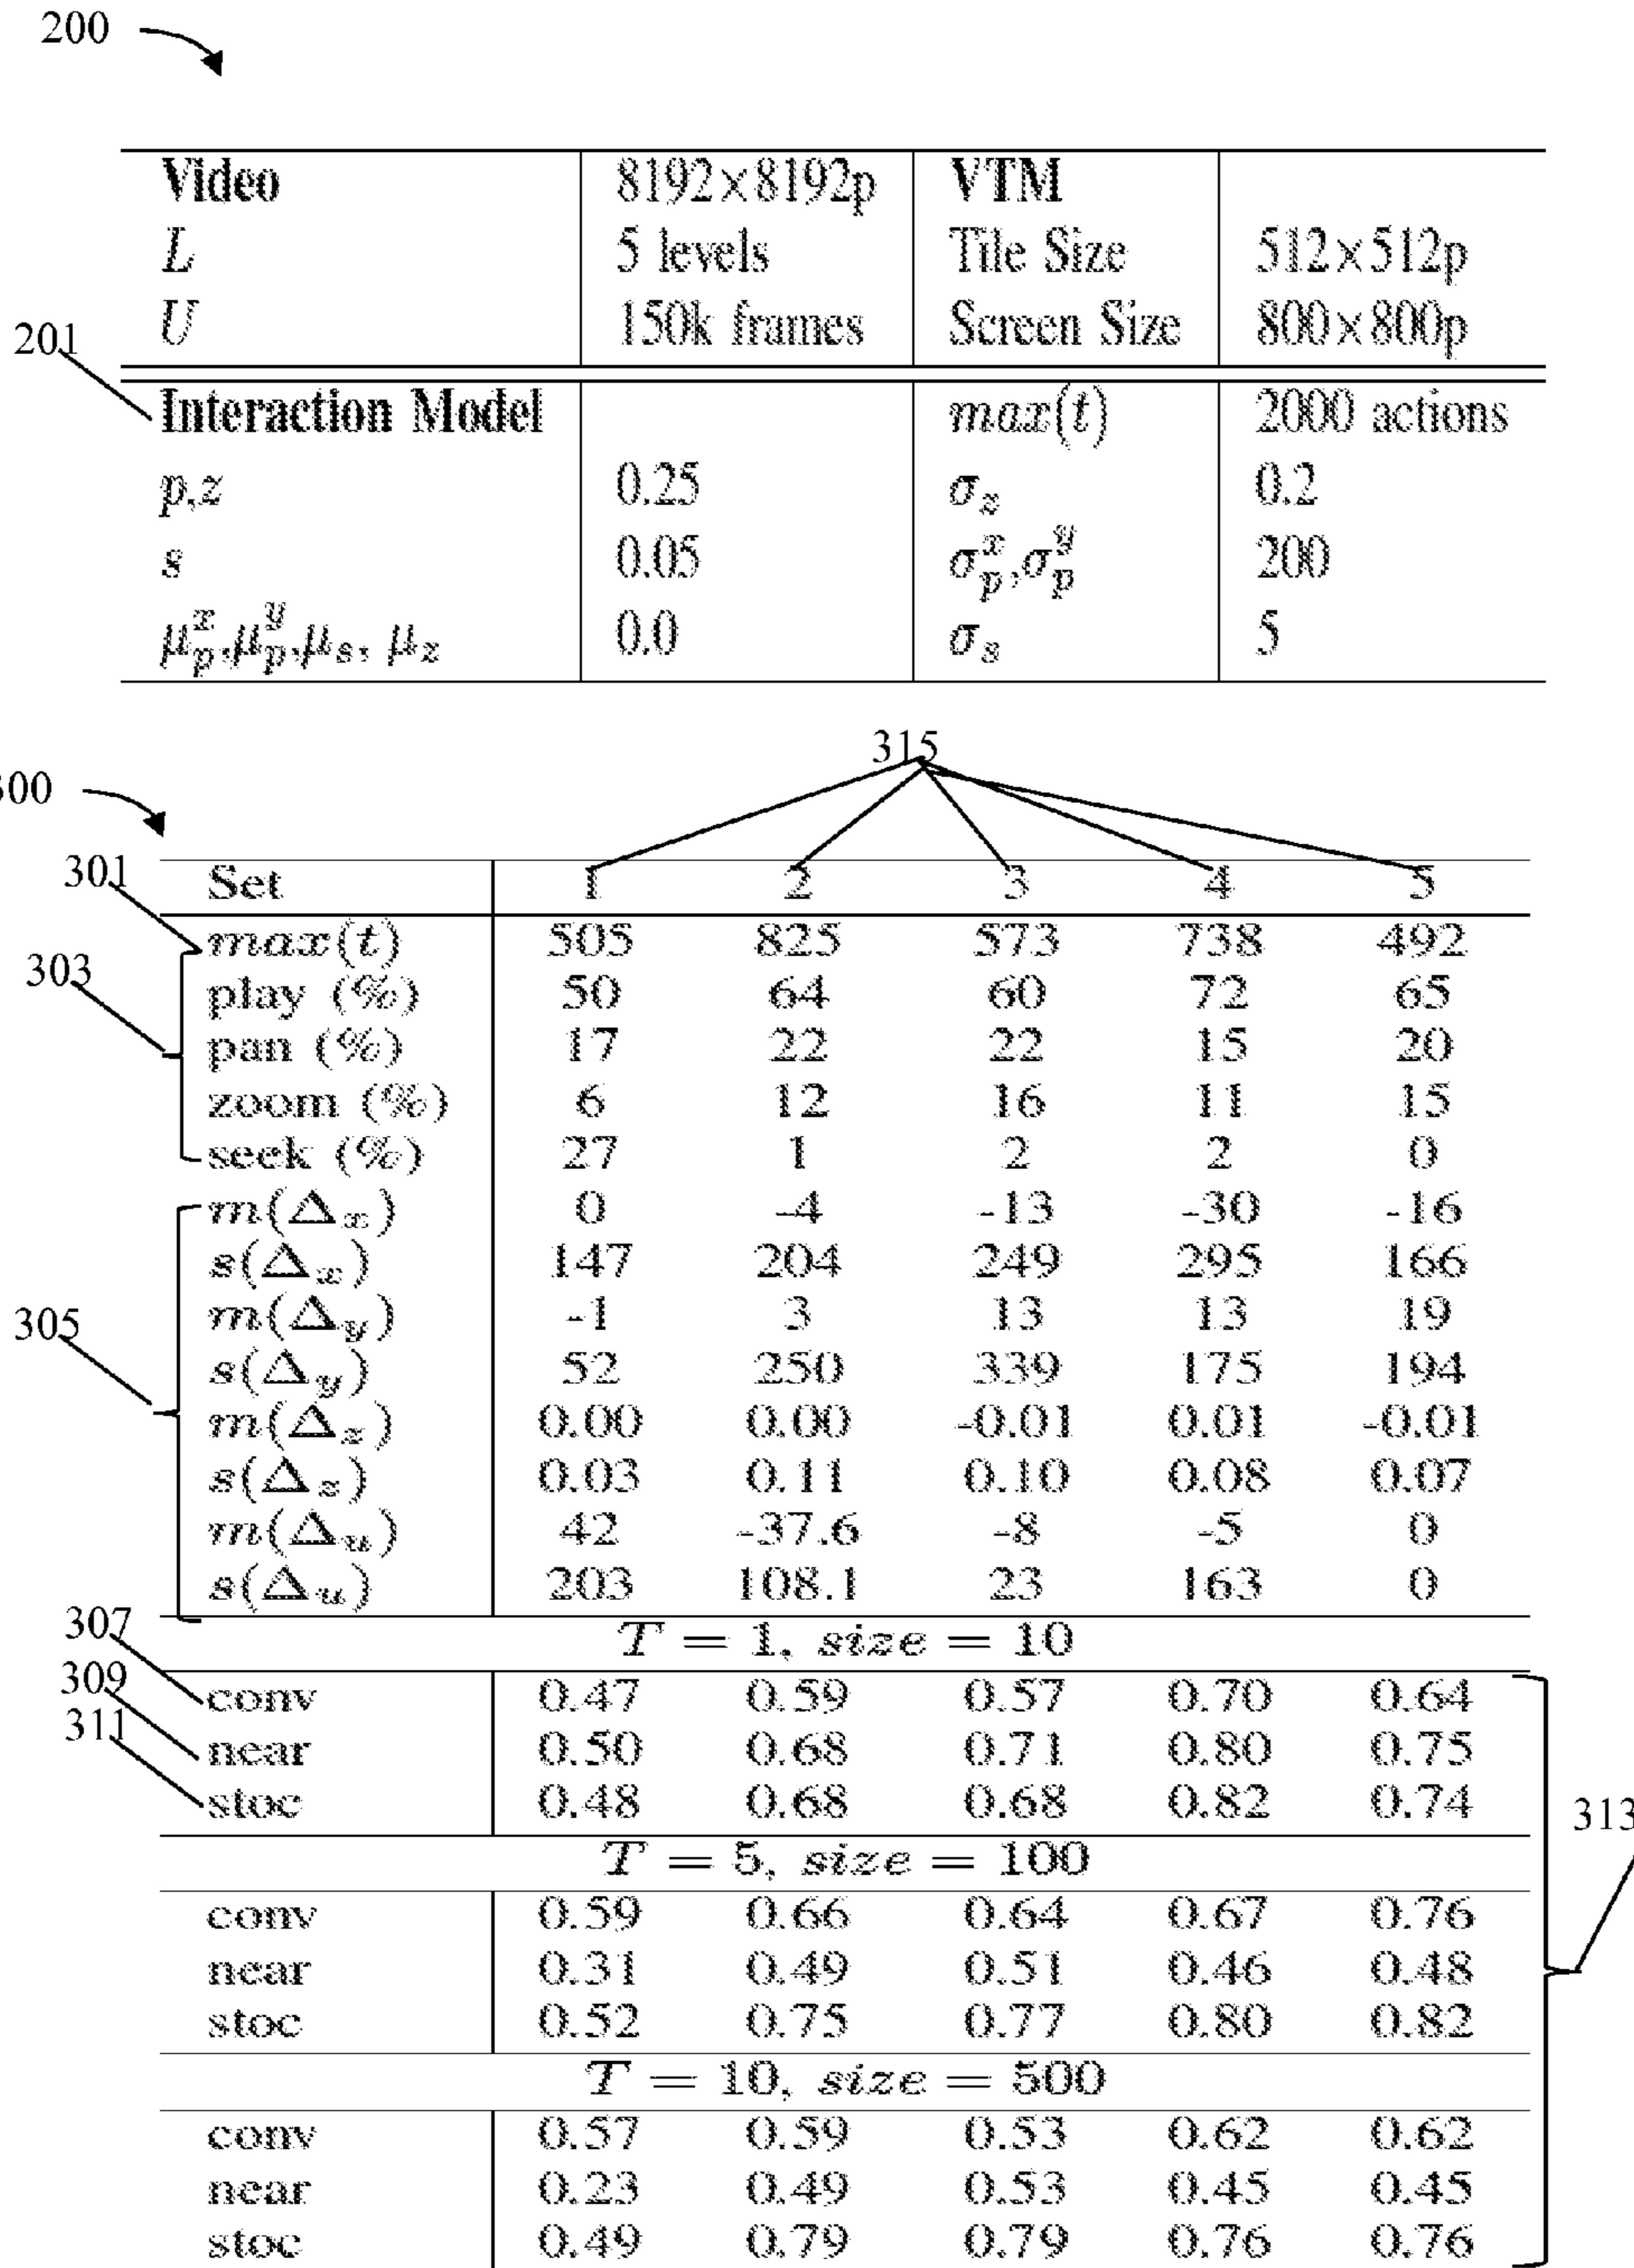 200
Video 8192×8192p VTM
L 5 levels Tile Size 512×512p
U 150k frames Screen Size 800×800p
201
Interaction Model max(t) 2000 actions
p,z 0.25 σz 0.2
s 0.05 σp^x,σp^y 200
μp^x,μp^y,μs, μz 0.0 σs 5
315
00
301
Set 1 2 3 4 5
max(t) 505 825 573 738 492
303
play (%) 50 64 60 72 65
pan (%) 17 22 22 15 20
zoom (%) 6 12 16 11 15
seek (%) 27 1 2 2 0
m(Δx) 0 -4 -13 -30 -16
s(Δx) 147 204 249 295 166
305
m(Δy) -1 3 13 13 19
s(Δy) 52 250 339 175 194
m(Δz) 0.00 0.00 -0.01 0.01 -0.01
s(Δz) 0.03 0.11 0.10 0.08 0.07
m(Δu) 42 -37.6 -8 -5 0
s(Δu) 203 108.1 23 163 0
307
T = 1, size = 10
309
conv 0.47 0.59 0.57 0.70 0.64
311
near 0.50 0.68 0.71 0.80 0.75
stoc 0.48 0.68 0.68 0.82 0.74
313
T = 5, size = 100
conv 0.59 0.66 0.64 0.67 0.76
near 0.31 0.49 0.51 0.46 0.48
stoc 0.52 0.75 0.77 0.80 0.82
T = 10, size = 500
conv 0.57 0.59 0.53 0.62 0.62
near 0.23 0.49 0.53 0.45 0.45
stoc 0.49 0.79 0.79 0.76 0.76